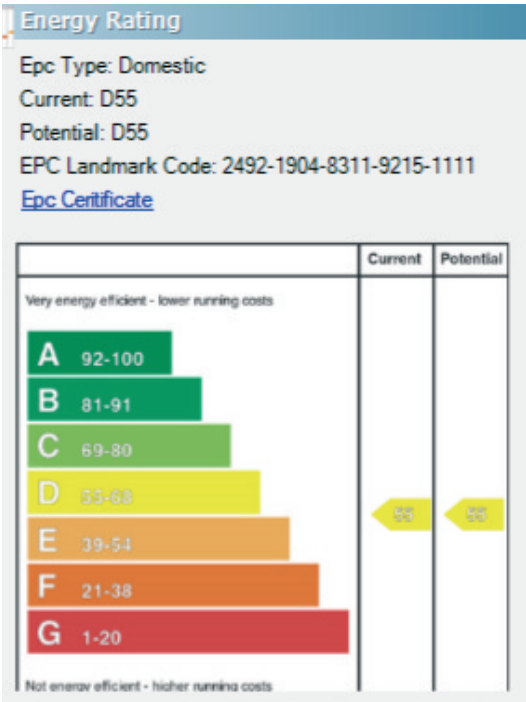 Energy Rating
Epc Type: Domestic
Current: D55
Potential: D55
EPC Landmark Code: 2492-1904-8311-9215-1111
Epc Ceritificate
Current Potential
Very energy efficient - lower running costs
A 92-100
B 81-91
C 69-80
D 55-68
55 55
E 39-54
F 21-38
G 1-20
Not energy efficient - higher running costs